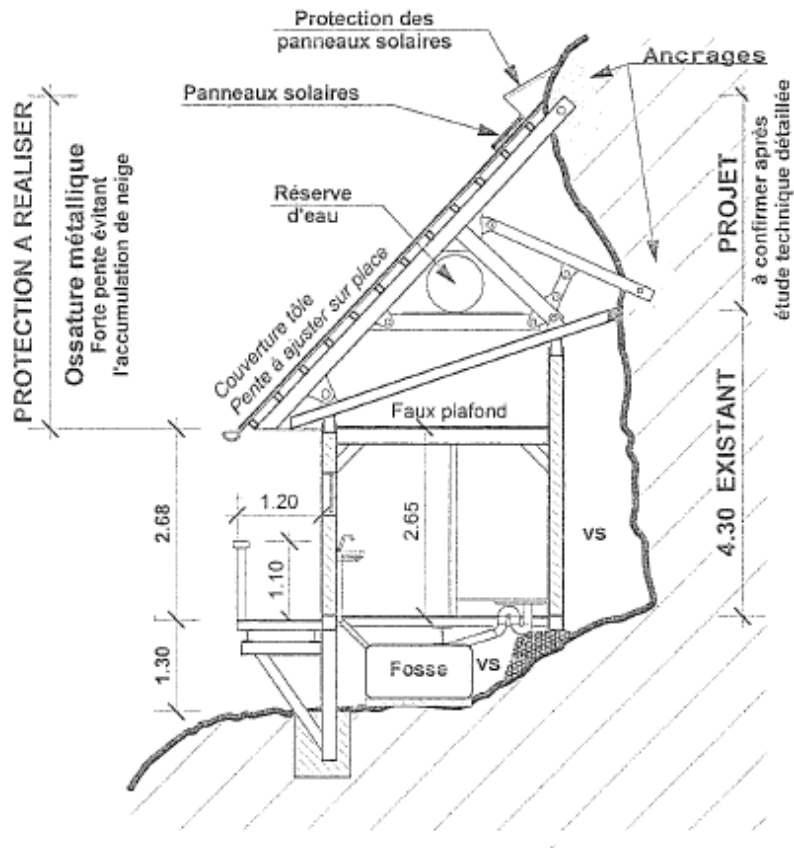 Protection des
panneaux solaires
Ancrages
Panneaux solaires
Réserve
d'eau
PROTECTION A REALISER
Ossature métallique
Forte pente évitant
l'accumulation de neige
Couverture tôle
Pente à ajuster sur place
PROJET
à confirmer après
étude technique détaillée
Faux plafond
2.68
1.20
1.10
2.65
vs
4.30 EXISTANT
1.30
Fosse
vs